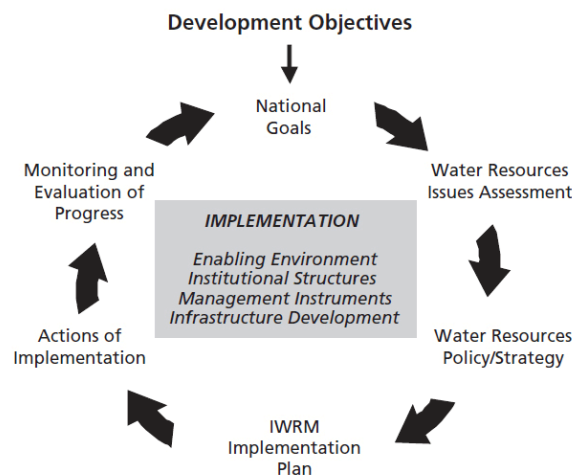 Development Objectives
National
Goals
Water Resources
Issues Assessment
Water Resources
Policy/Strategy
IWRM
Implementation
Plan
Actions of
Implementation
Monitoring and
Evaluation of
Progress
IMPLEMENTATION
Enabling Environment
Institutional Structures
Management Instruments
Infrastructure Development